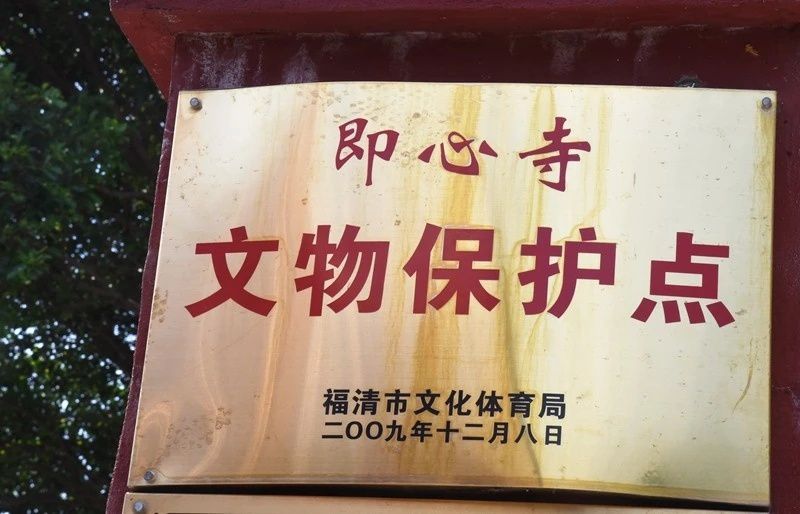 即心寺
文物保护点
福清市文化体育局
二〇〇九年十二月八日